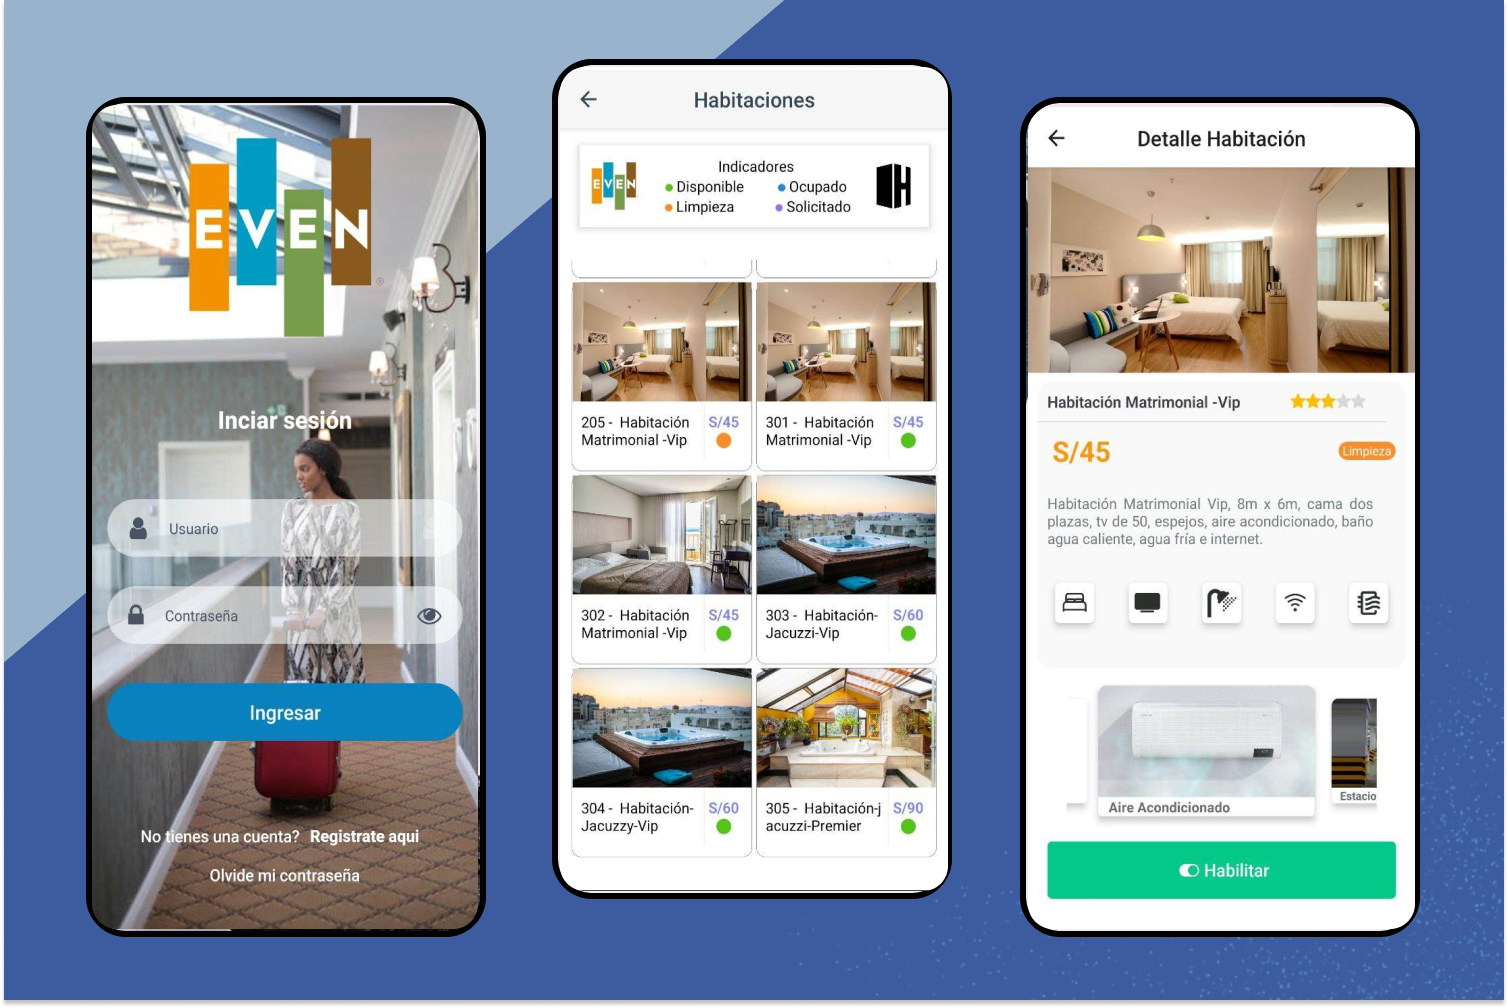 EVEN
®
Inciar sesión
Usuario
Contraseña
Ingresar
No tienes una cuenta? Registrate aqui
Olvide mi contraseña
Habitaciones
EVEN
Indicadores
Disponible
Ocupado
Limpieza
Solicitado
H
205 - Habitación
Matrimonial -Vip
S/45
301 - Habitación
Matrimonial -Vip
S/45
302 - Habitación
Matrimonial -Vip
S/45
303 - Habitación-
Jacuzzi-Vip
S/60
304 - Habitación-
Jacuzzy-Vip
S/60
305 - Habitación-j
acuzzi-Premier
S/90
Detalle Habitación
Habitación Matrimonial -Vip
S/45
Limpieza
Habitación Matrimonial Vip, 8m x 6m, cama dos
plazas, tv de 50, espejos, aire acondicionado, baño
agua caliente, agua fría e internet.
Aire Acondicionado
Estacio
Habilitar